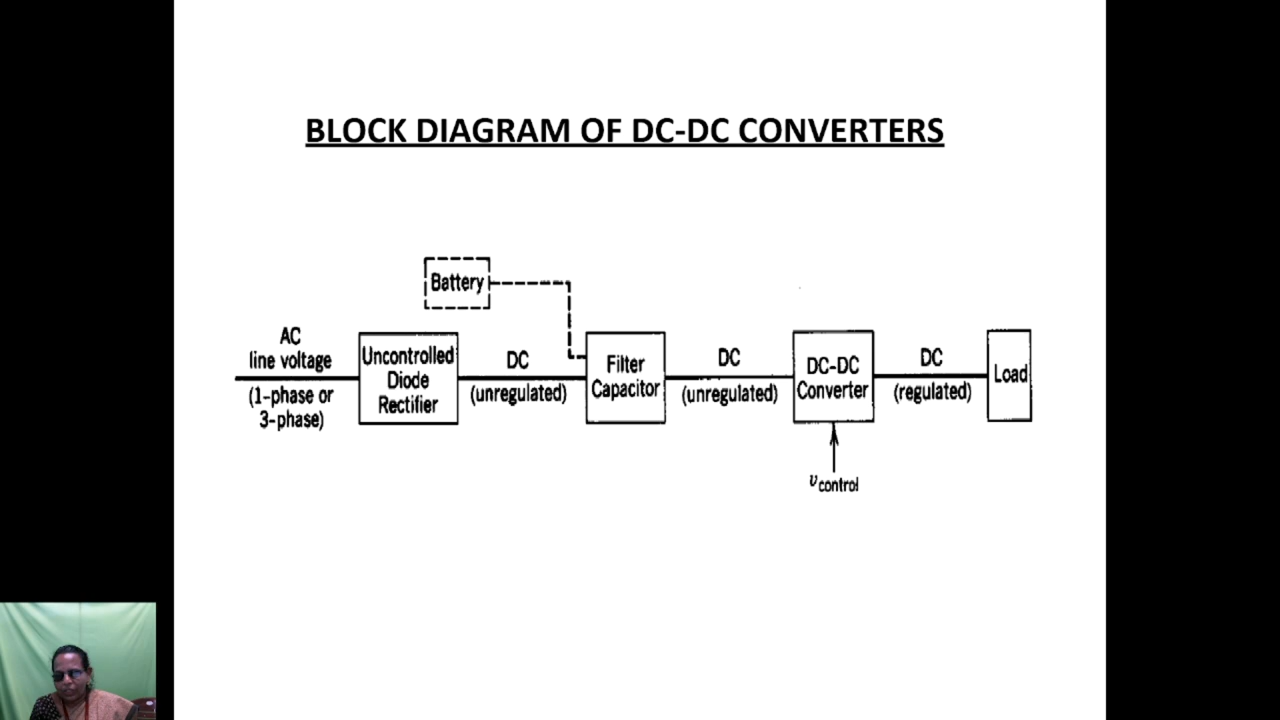 BLOCK DIAGRAM OF DC-DC CONVERTERS
Battery
AC
line voltage
(1-phase or
3-phase)
Uncontrolled
Diode
Rectifier
DC
(unregulated)
Filter
Capacitor
DC
(unregulated)
DC-DC
Converter
DC
(regulated)
Load
v control